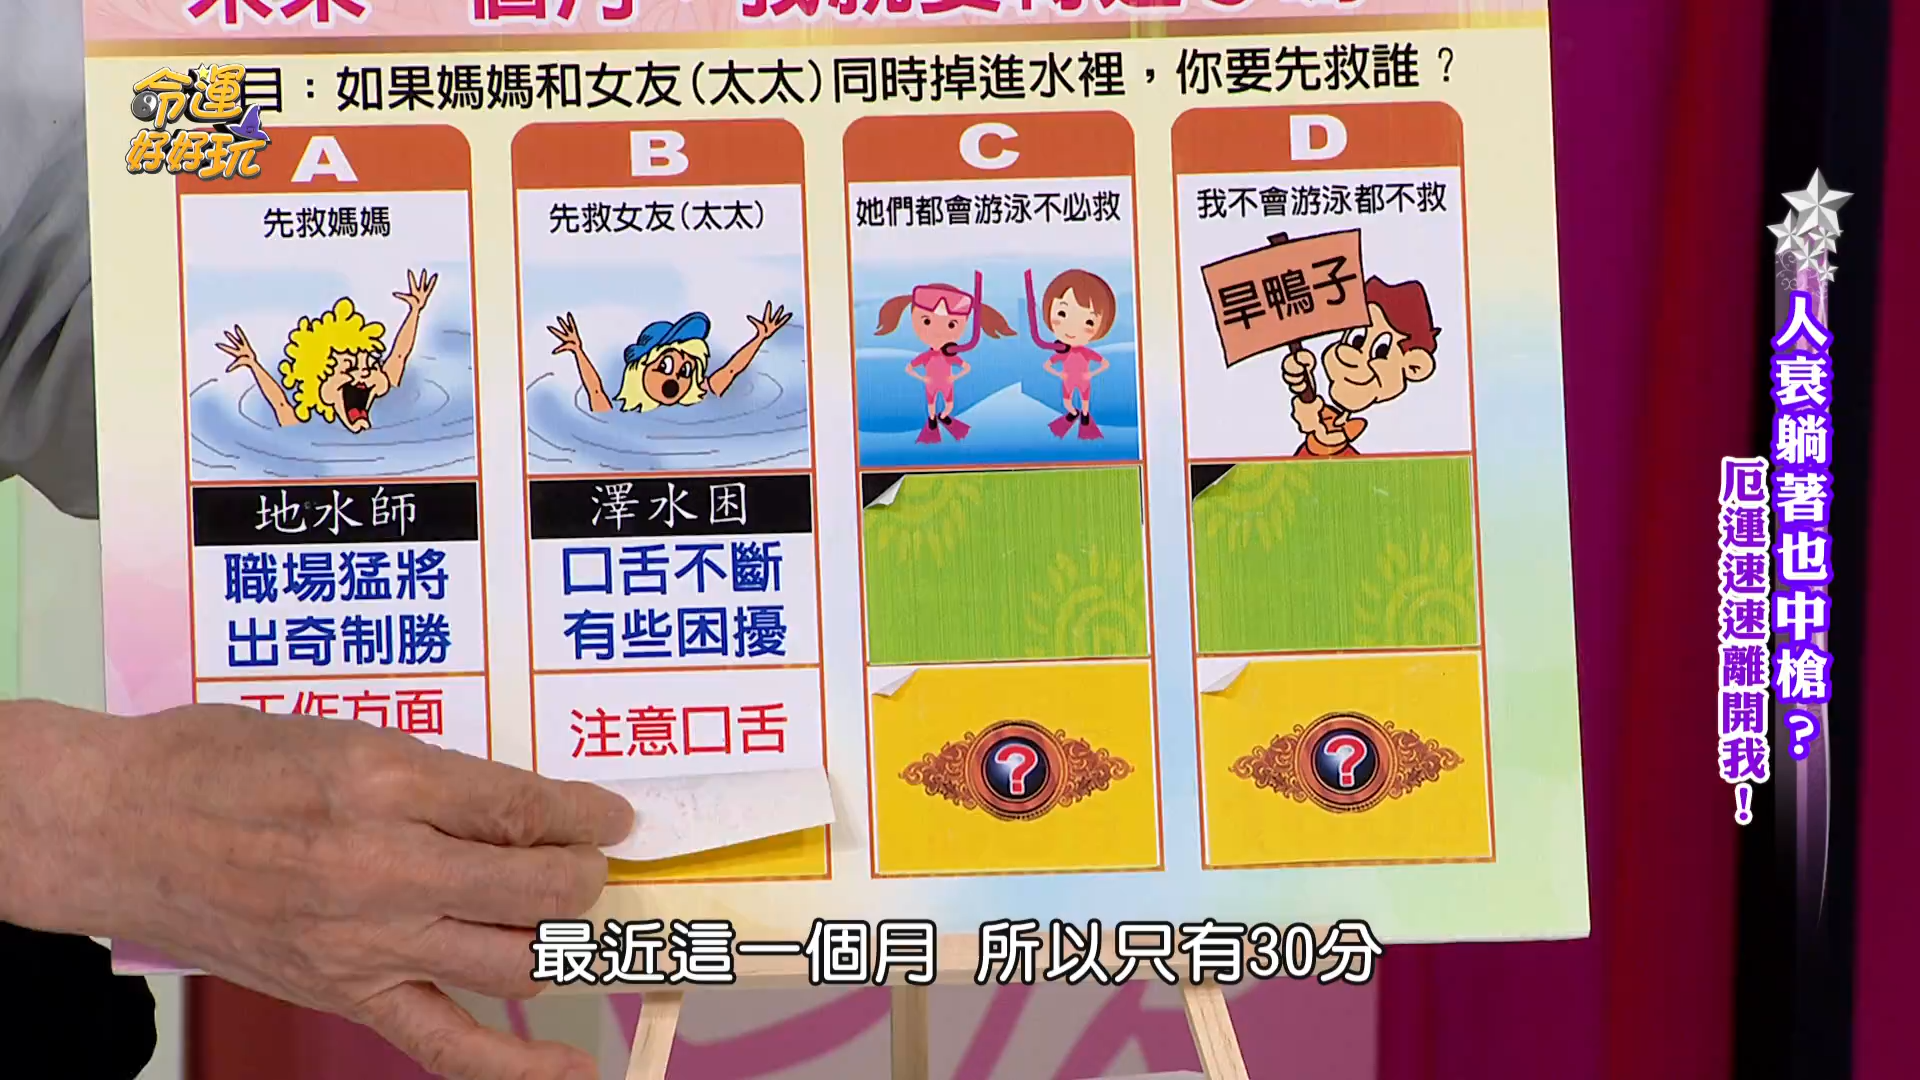 命運
好好玩
目：如果媽媽和女友(太太)同時掉進水裡，你要先救誰？
A
先救媽媽
地水師
職場猛將
出奇制勝
工作方面
B
先救女友(太太)
澤水困
口舌不斷
有些困擾
注意口舌
C
她們都會游泳不必救
?
D
我不會游泳都不救
旱鴨子
?
人衰躺著也中槍？
厄運速速離開我！
最近這一個月 所以只有30分